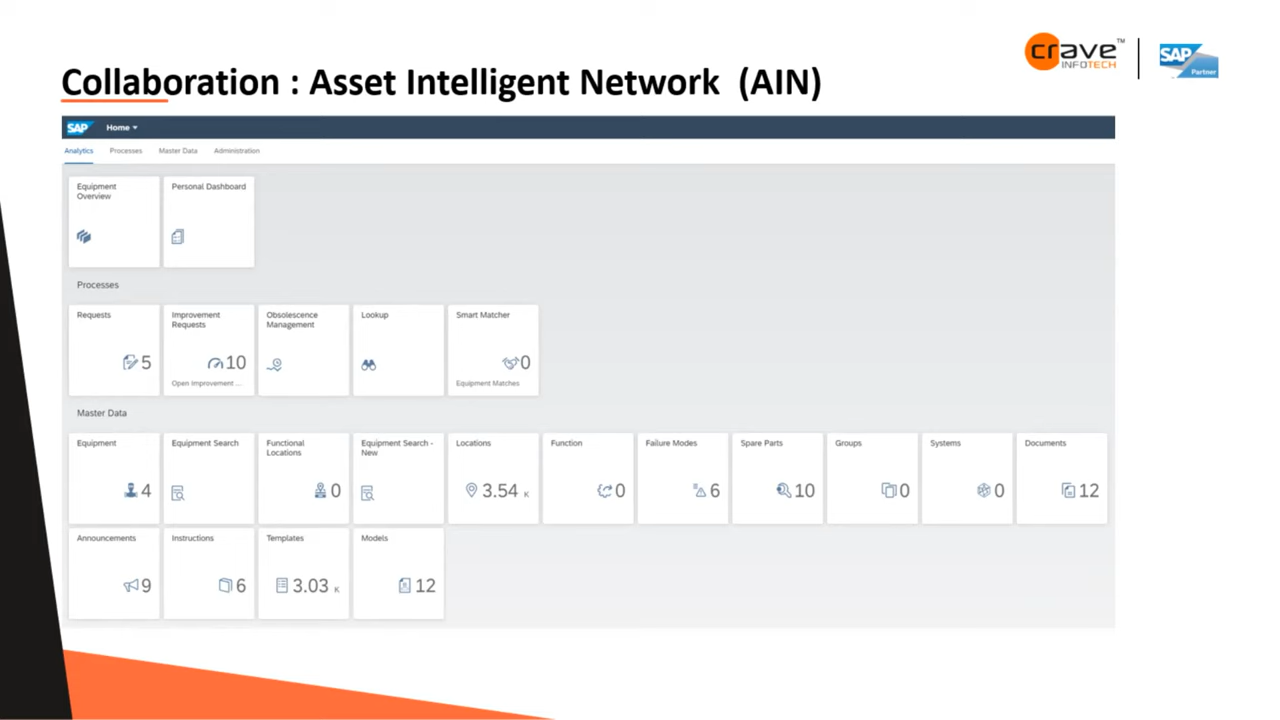 crave™
INFOTECH
SAP
Partner
Collaboration : Asset Intelligent Network (AIN)
SAP
Home
Analytics
Processes
Master Data
Administration
Equipment
Overview
Personal Dashboard
Processes
Requests
5
Improvement
Requests
10
Open Improvement ...
Obsolescence
Management
Lookup
Smart Matcher
0
Equipment Matches
Master Data
Equipment
4
Equipment Search
Functional
Locations
0
Equipment Search -
New
Locations
3.54 K
Function
0
Failure Modes
6
Spare Parts
10
Groups
0
Systems
0
Documents
12
Announcements
9
Instructions
6
Templates
3.03 K
Models
12